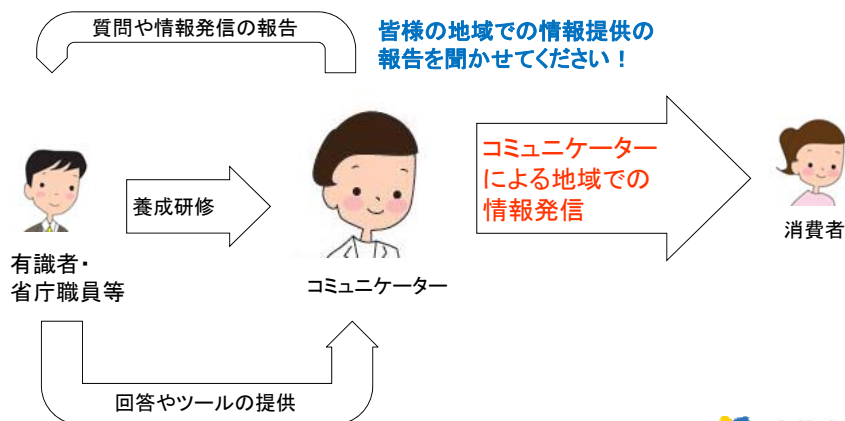 質問や情報発信の報告
皆様の地域での情報提供の
報告を聞かせてください！
コミュニケーター
による地域での
情報発信
養成研修
消費者
有識者・
省庁職員等
コミュニケーター
回答やツールの提供